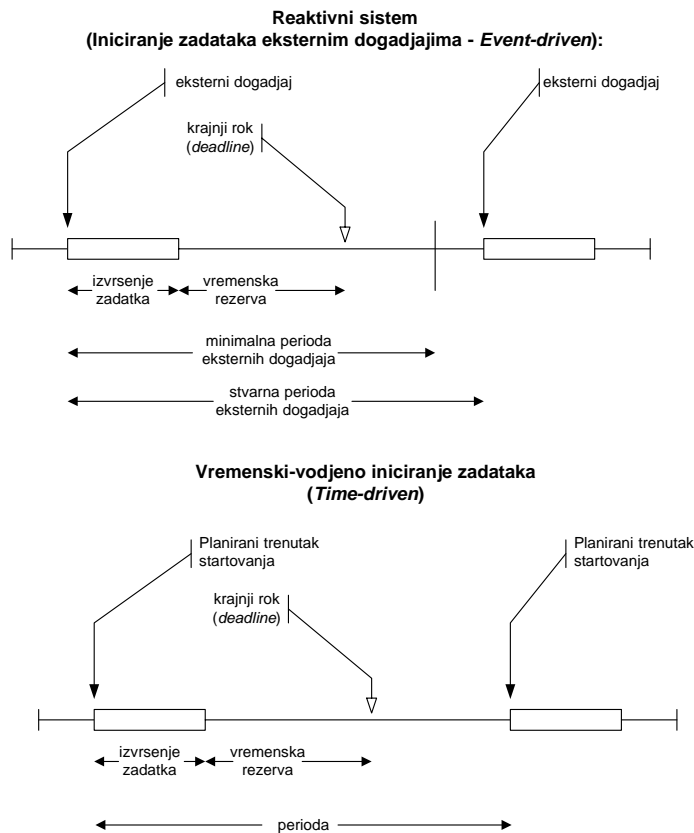 Reaktivni sistem
(Iniciranje zadataka eksternim dogadjajima - Event-driven):
eksterni dogadjaj
eksterni dogadjaj
krajnji rok
(deadline)
izvrsenje
zadatka
vremenska
rezerva
minimalna perioda
eksternih dogadjaja
stvarna perioda
eksternih dogadjaja
Vremenski-vodjeno iniciranje zadataka
(Time-driven)
Planirani trenutak
startovanja
Planirani trenutak
startovanja
krajnji rok
(deadline)
izvrsenje
zadatka
vremenska
rezerva
perioda